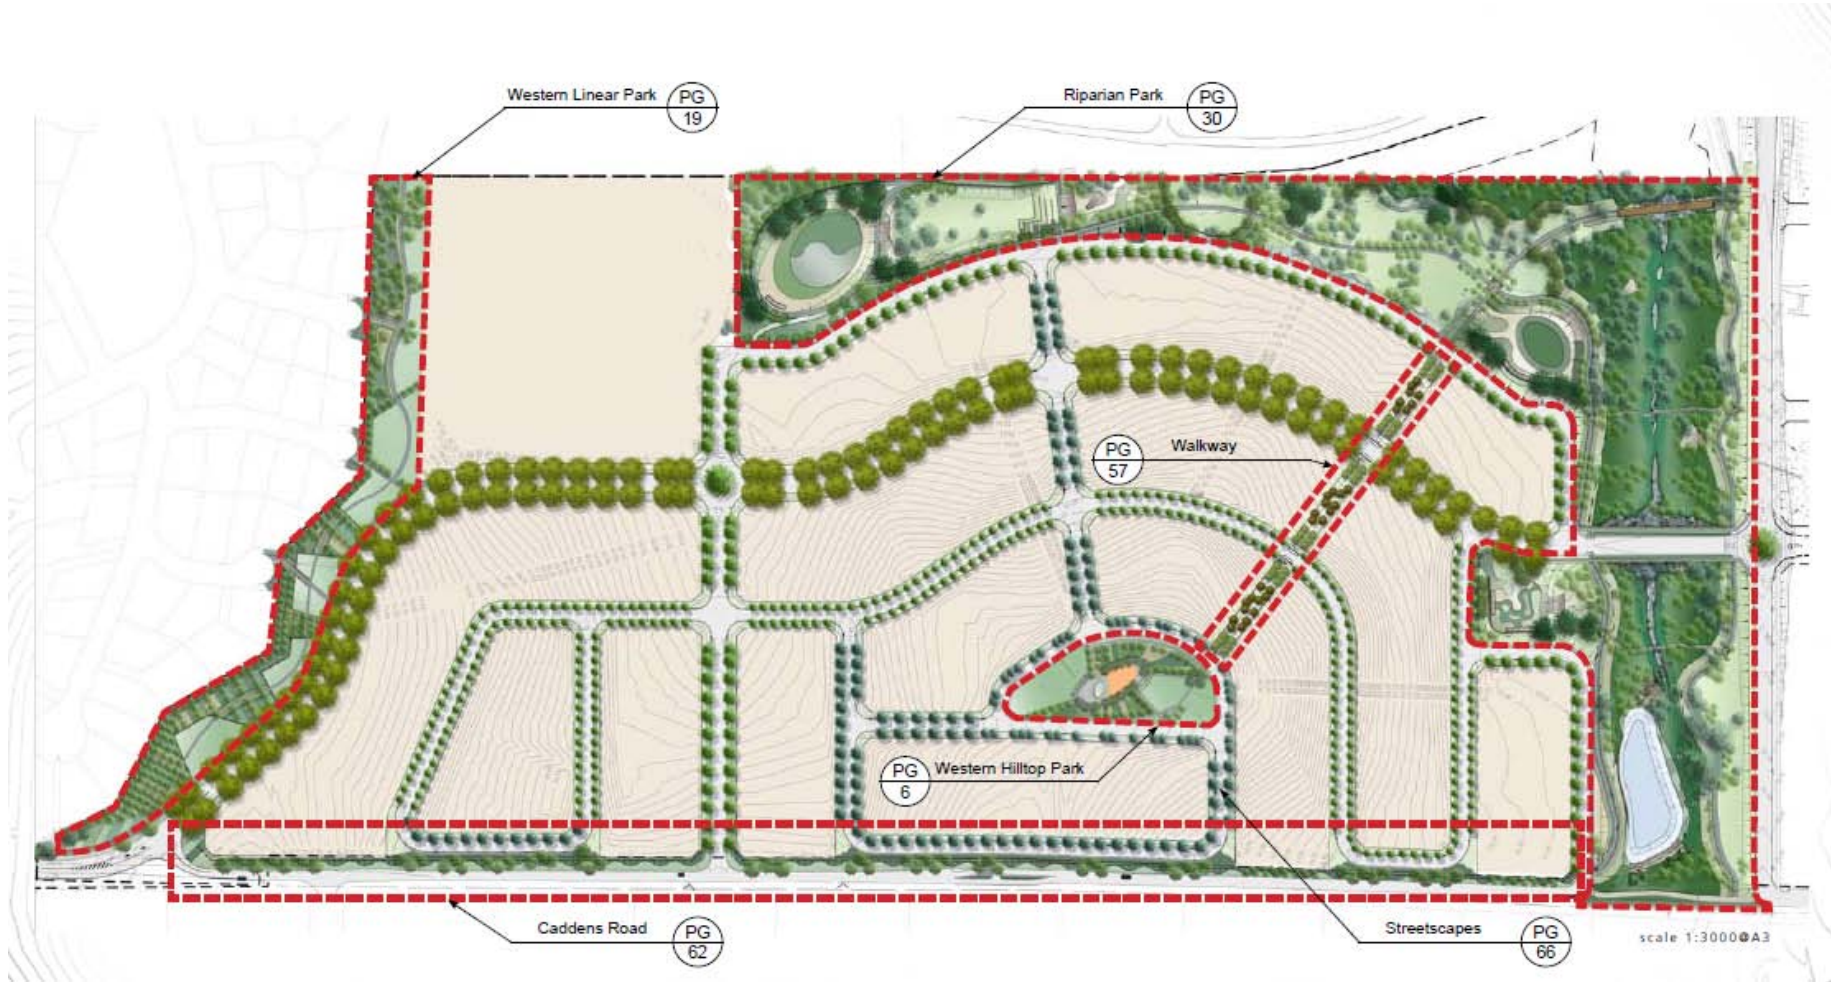 Western Linear Park
PG
19
Riparian Park
PG
30
PG
57
Walkway
PG
6
Western Hilltop Park
Caddens Road
PG
62
Streetscapes
PG
66
scale 1:3000@A3